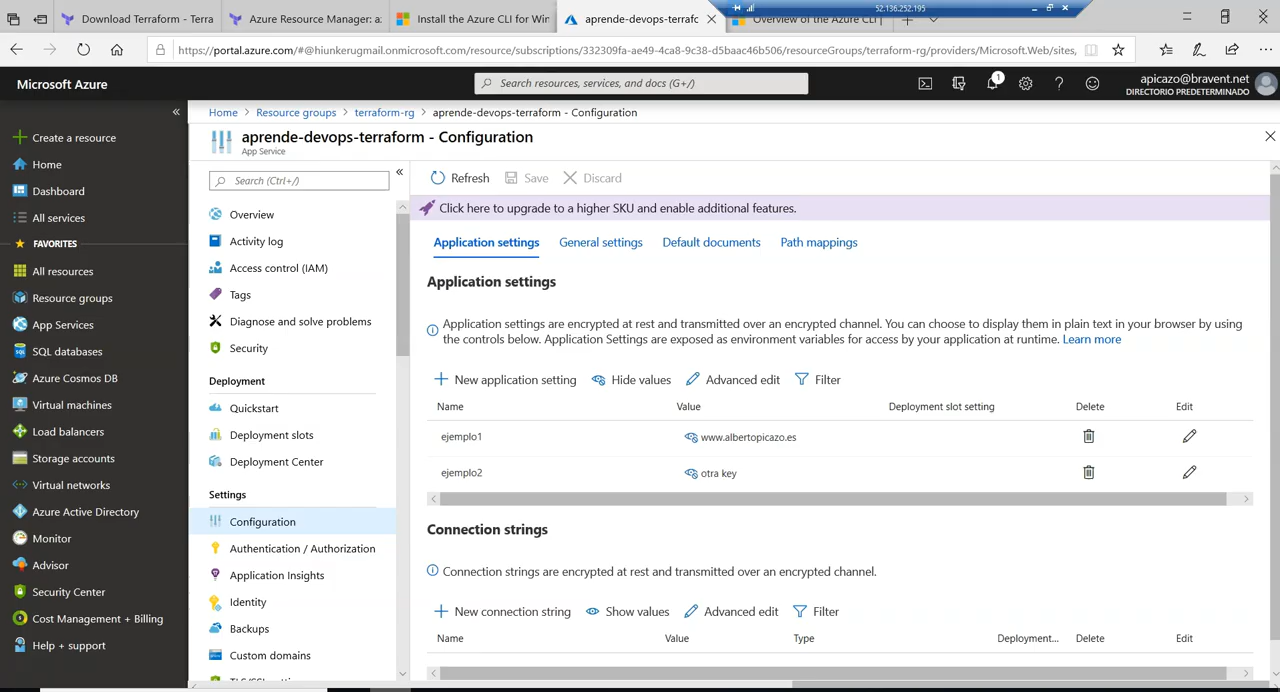 Download Terraform - Terra
Azure Resource Manager: a
Install the Azure CLI for Win
aprende-devops-terrafc
Overview of the Azure CLI
52.136.252.195
https://portal.azure.com/#@hiunkerugmail.onmicrosoft.com/resource/subscriptions/332309fa-ae49-4ca8-9c38-d5baac46b506/resourceGroups/terraform-rg/providers/Microsoft.Web/sites,
Microsoft Azure
Search resources, services, and docs (G+/)
1
apicazo@bravent.net
DIRECTORIO PREDETERMINADO
Create a resource
Home
Dashboard
All services
FAVORITES
All resources
Resource groups
App Services
SQL databases
Azure Cosmos DB
Virtual machines
Load balancers
Storage accounts
Virtual networks
Azure Active Directory
Monitor
Advisor
Security Center
Cost Management + Billing
Help + support
Home > Resource groups > terraform-rg > aprende-devops-terraform - Configuration
aprende-devops-terraform - Configuration
App Service
Search (Ctrl+/)
Overview
Activity log
Access control (IAM)
Tags
Diagnose and solve problems
Security
Deployment
Quickstart
Deployment slots
Deployment Center
Settings
Configuration
Authentication / Authorization
Application Insights
Identity
Backups
Custom domains
Refresh Save Discard
Click here to upgrade to a higher SKU and enable additional features.
Application settings General settings Default documents Path mappings
Application settings
Application settings are encrypted at rest and transmitted over an encrypted channel. You can choose to display them in plain text in your browser by using
the controls below. Application Settings are exposed as environment variables for access by your application at runtime. Learn more
New application setting Hide values Advanced edit Filter
Name Value Deployment slot setting Delete Edit
ejemplo1 www.albertopicazo.es
ejemplo2 otra key
Connection strings
Connection strings are encrypted at rest and transmitted over an encrypted channel.
New connection string Show values Advanced edit Filter
Name Value Type Deployment... Delete Edit